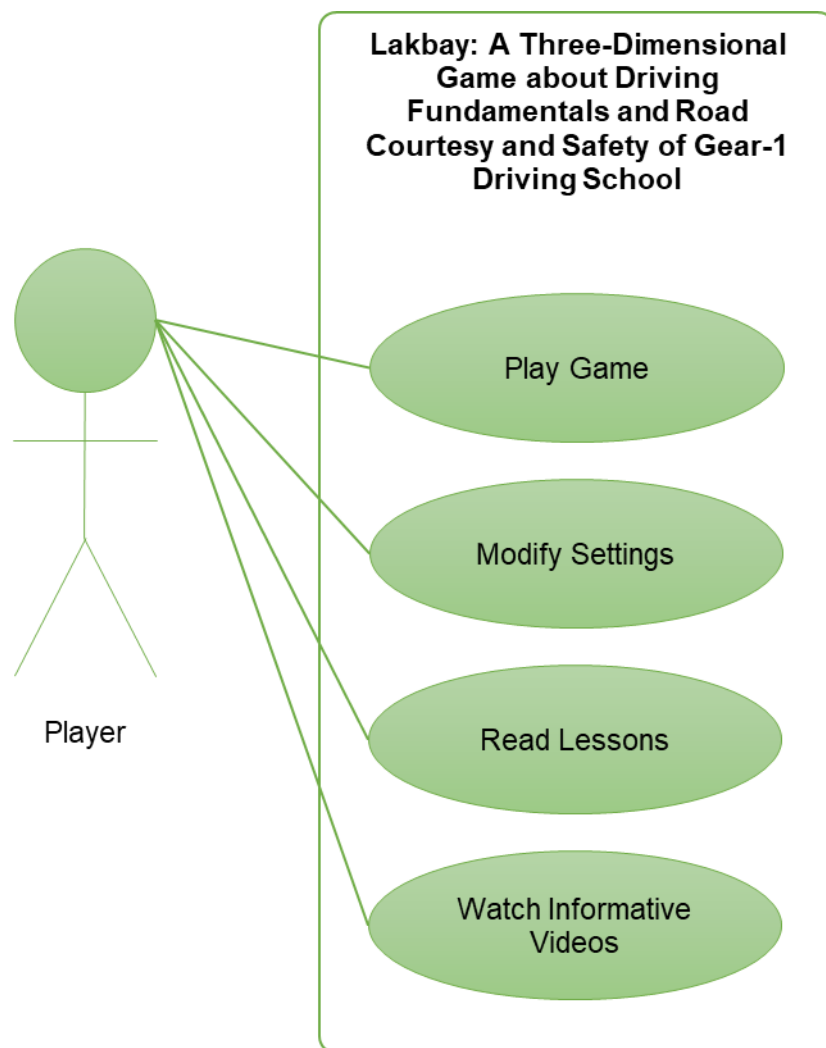 Lakbay: A Three-Dimensional
Game about Driving
Fundamentals and Road
Courtesy and Safety of Gear-1
Driving School
Play Game
Modify Settings
Read Lessons
Player
Watch Informative
Videos